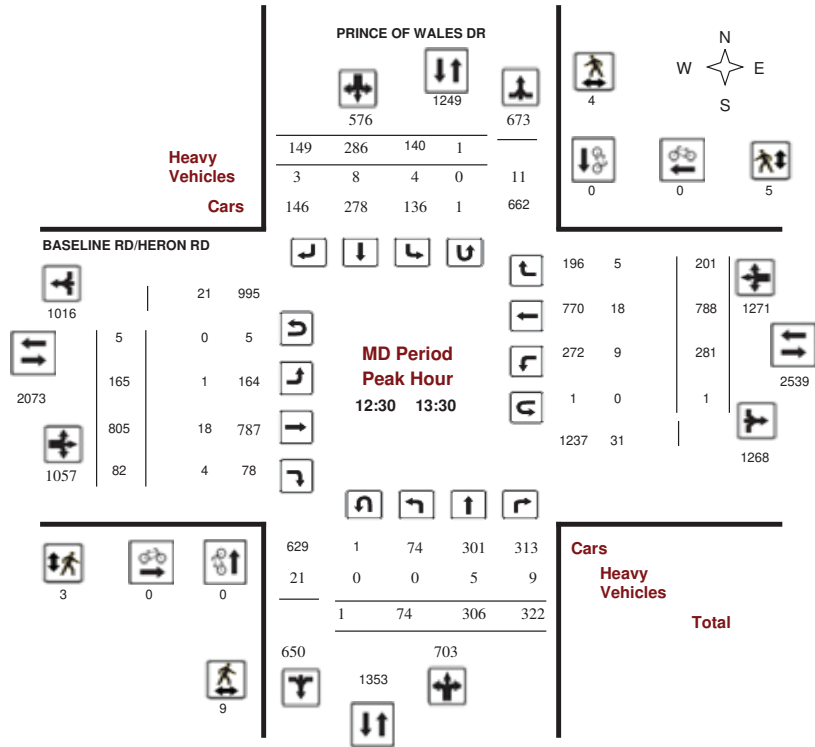 PRINCE OF WALES DR
N
W E
S
1249
576 673
4
149 286 140 1
Heavy
Vehicles
3 8 4 0 11
Cars
146 278 136 1 662
0 0 5
BASELINE RD/HERON RD
1016
21 995
196 5 201
1271
5 0 5
770 18 788
2073
165 1 164
MD Period
Peak Hour
12:30 13:30
272 9 281
2539
805 18 787
1 0 1
1057
82 4 78
1237 31
1268
629 1 74 301 313
Cars
21 0 0 5 9
Heavy
Vehicles
3 0 0
1 74 306 322
Total
650 703
1353
9